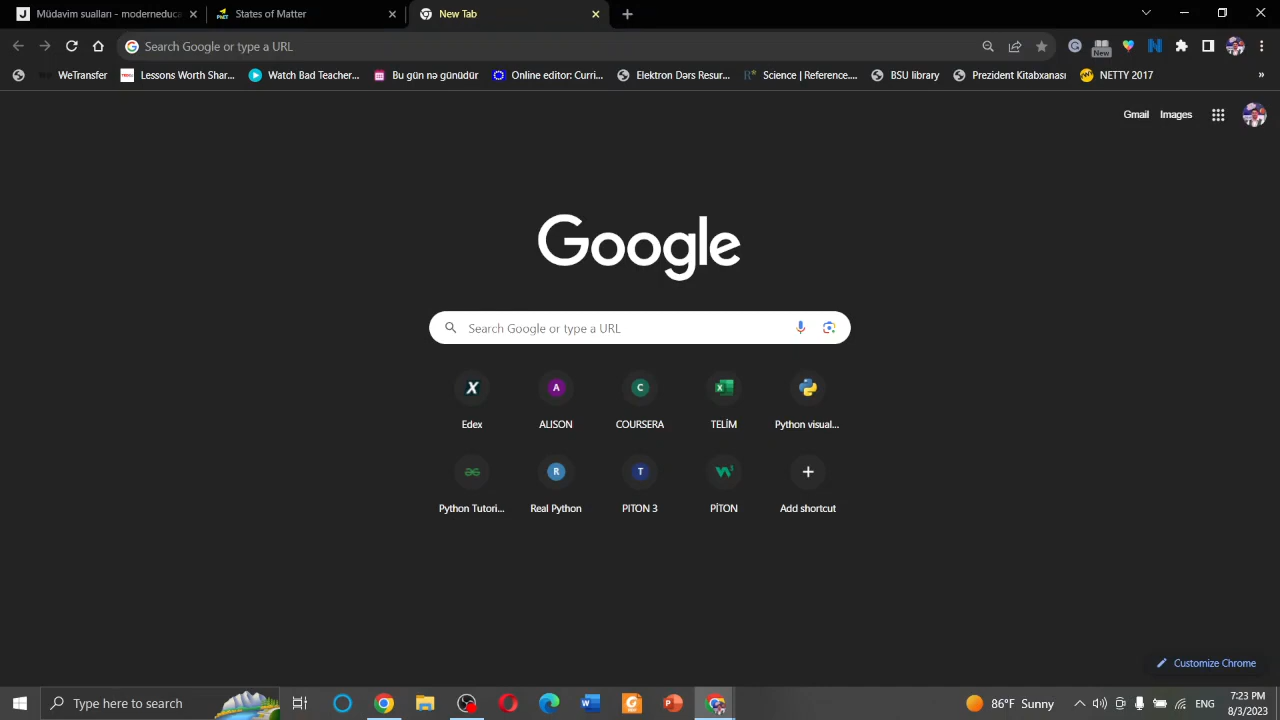 Müdavim sualları - moderneduca
States of Matter
New Tab
Search Google or type a URL
New
WeTransfer
Lessons Worth Shar...
Watch Bad Teacher...
Bu gün nə günüdür
Online erotern Curri...
Elektron Dərs Resur...
Science | Reference....
BSU library
Prezident Kitabxanası
NETTY 2017
»
Gmail Images
Google
Search Google or type a URL
Edex
ALISON
COURSERA
TELİM
Python visual...
Python Tutori...
Real Python
PITON 3
PİTON
Add shortcut
Customize Chrome
Type here to search
86°F Sunny
ENG
7:23 PM
8/3/2023